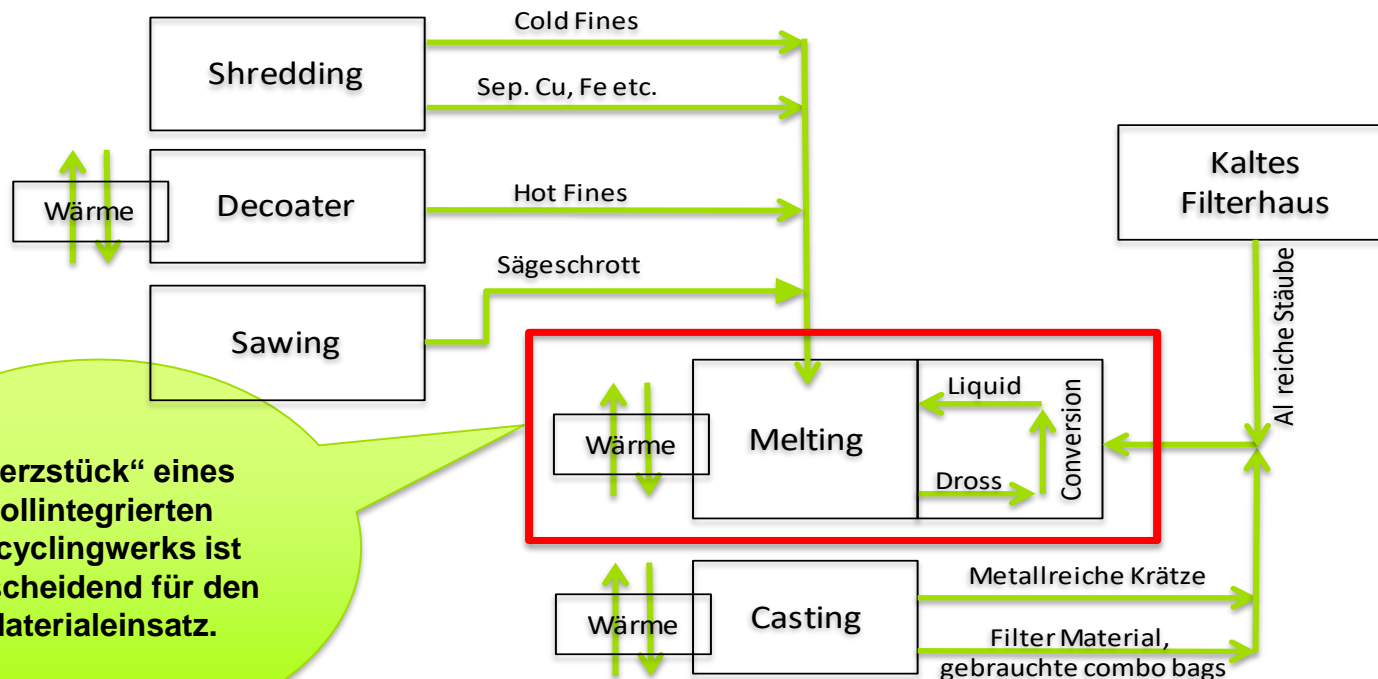 Cold Fines
Shredding
Sep. Cu, Fe etc.
Kaltes
Filterhaus
Wärme
Decoater
Hot Fines
Al reiche Stäube
Sägeschrott
Sawing
Wärme
Melting
Liquid
Dross
Conversion
erzstück“ eines
ollintegrierten
cyclingwerks ist
scheidend für den
laterialeinsatz.
Wärme
Casting
Metallreiche Krätze
Filter Material,
gebrauchte combo bags